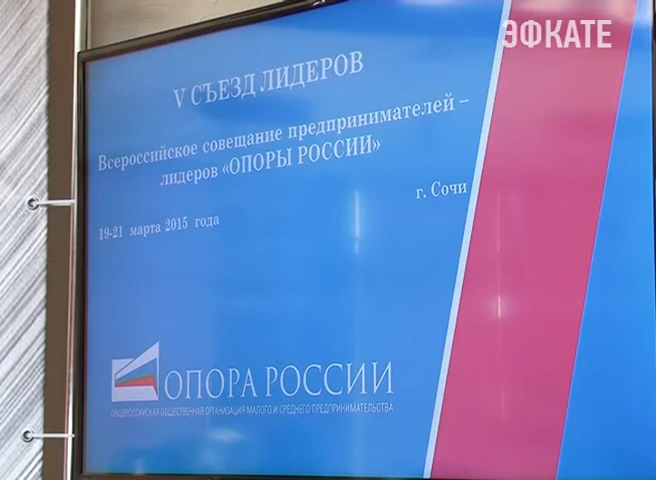 ЭФКАТЕ
V СЪЕЗД ЛИДЕРОВ
Всероссийское совещание предпринимателей –
лидеров «ОПОРЫ РОССИИ»
г. Сочи
19-21 марта 2015 года
ОПОРА РОССИИ
ОБЩЕРОССИЙСКАЯ ОБЩЕСТВЕННАЯ ОРГАНИЗАЦИЯ МАЛОГО И СРЕДНЕГО ПРЕДПРИНИМАТЕЛЬСТВА